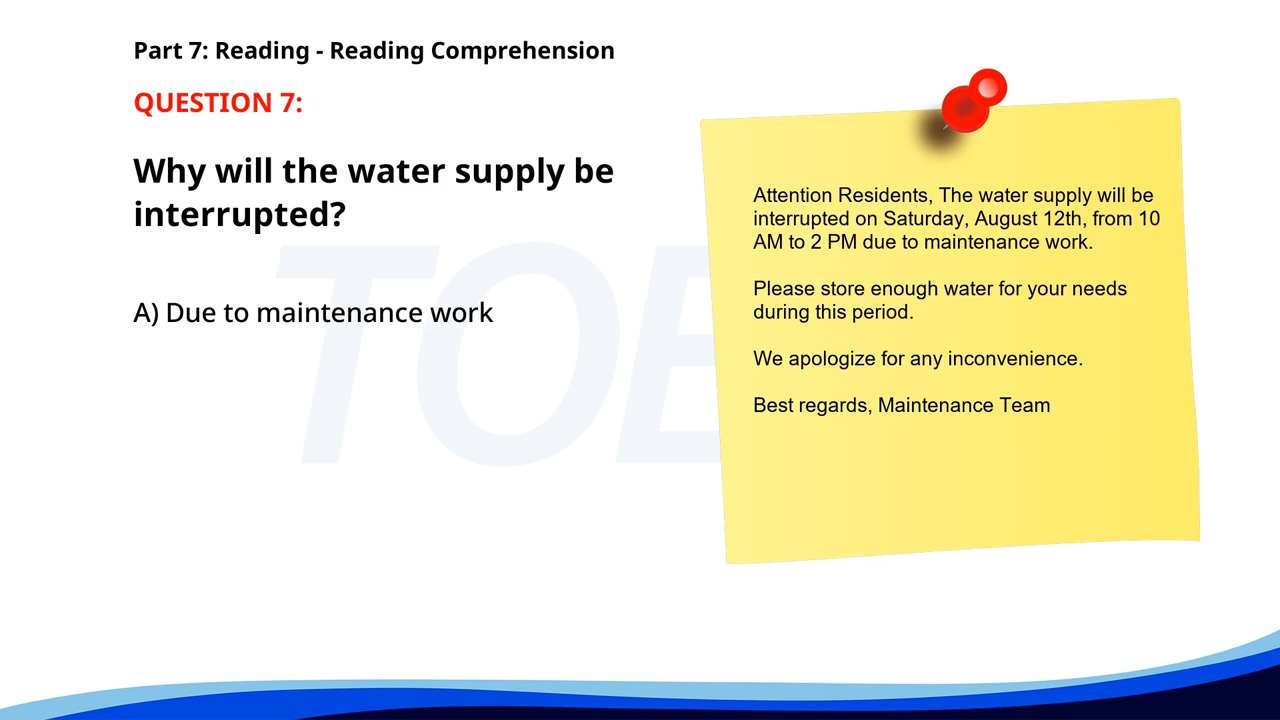 Part 7: Reading - Reading Comprehension
QUESTION 7:
Why will the water supply be
interrupted?
A) Due to maintenance work
Attention Residents, The water supply will be
interrupted on Saturday, August 12th, from 10
AM to 2 PM due to maintenance work.
Please store enough water for your needs
during this period.
We apologize for any inconvenience.
Best regards, Maintenance Team